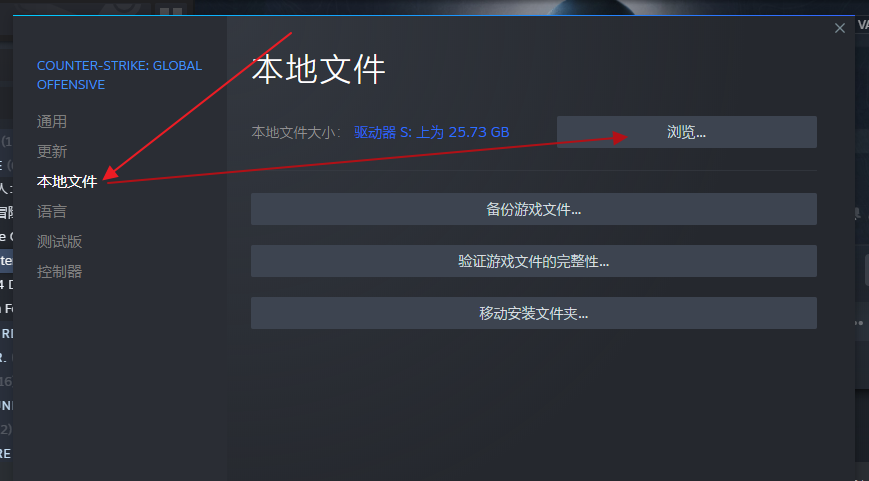 COUNTER-STRIKE: GLOBAL
OFFENSIVE
通用
更新
本地文件
语言
测试版
控制器
本地文件
本地文件大小: 驱动器 S: 上为 25.73 GB
浏览...
备份游戏文件...
验证游戏文件的完整性...
移动安装文件夹...